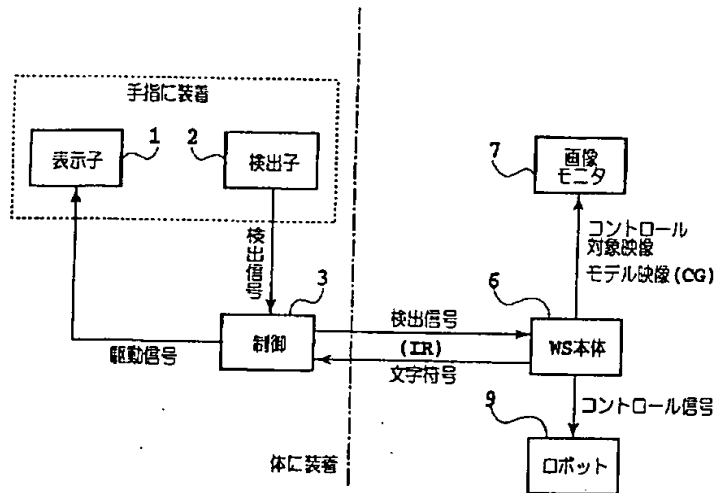 手指に装着
1
2
表示子
検出子
7
画像
モニタ
検出信号
コントロール
対象映像
モデル映像(CG)
3
6
制御
駆動信号
検出信号
(IR)
文字符号
WS本体
コントロール信号
9
ロボット
体に装着